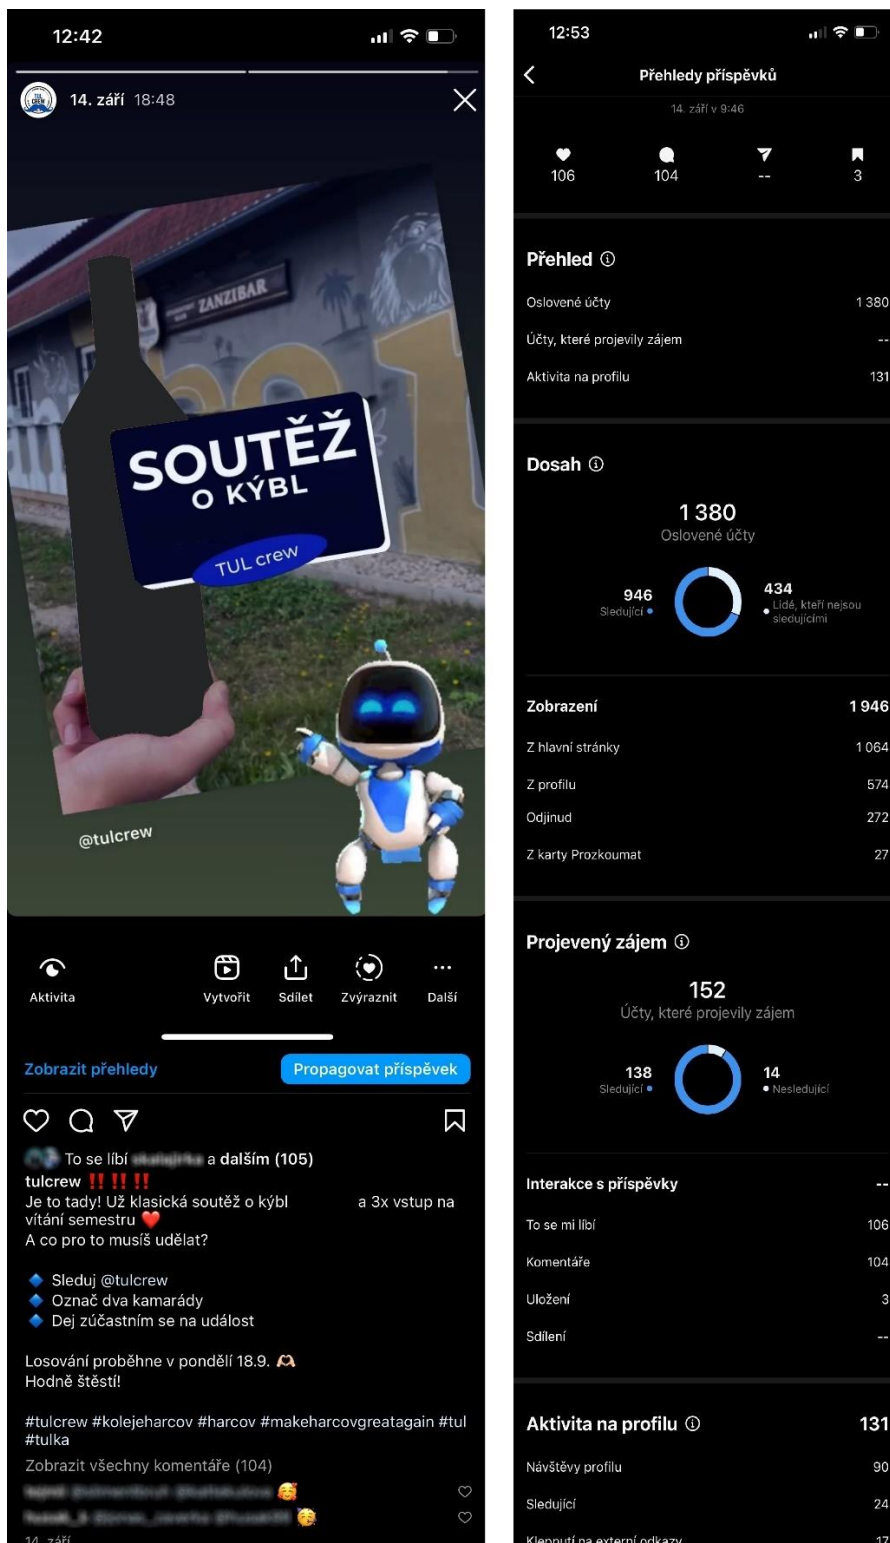 12:42
TUL
CREW
14. září 18:48
ZANZIBAR
SOUTĚŽ
O KÝBL
TUL crew
@tulcrew
Aktivita
Vytvořit
Sdílet
Zvýraznit
Další
Zobrazit přehledy
Propagovat příspěvek
To se líbí a dalším (105)
tulcrew ‼️ ‼️ ‼️
Je to tady! Už klasická soutěž o kýbl a 3x vstup na
vítání semestru ❤️
A co pro to musíš udělat?
🔹 Sleduj @tulcrew
🔹 Označ dva kamarády
🔹 Dej zúčastním se na událost
Losování proběhne v pondělí 18.9. 🫶🏼
Hodně štěstí!
#tulcrew #kolejeharcov #harcov #makeharcovgreatagain #tul
#tulka
Zobrazit všechny komentáře (104)
14. září
12:53
Přehledy příspěvků
14. září v 9:46
106
104
--
3
Přehled
Oslovené účty 1 380
Účty, které projevily zájem --
Aktivita na profilu 131
Dosah
1 380
Oslovené účty
946
Sledující
434
Lidé, kteří nejsou
sledujícími
Zobrazení 1 946
Z hlavní stránky 1 064
Z profilu 574
Odjinud 272
Z karty Prozkoumat 27
Projevený zájem
152
Účty, které projevily zájem
138
Sledující
14
Nesledující
Interakce s příspěvky --
To se mi líbí 106
Komentáře 104
Uložení 3
Sdílení --
Aktivita na profilu 131
Návštěvy profilu 90
Sledující 24
Klepnutí na externí odkazy 17